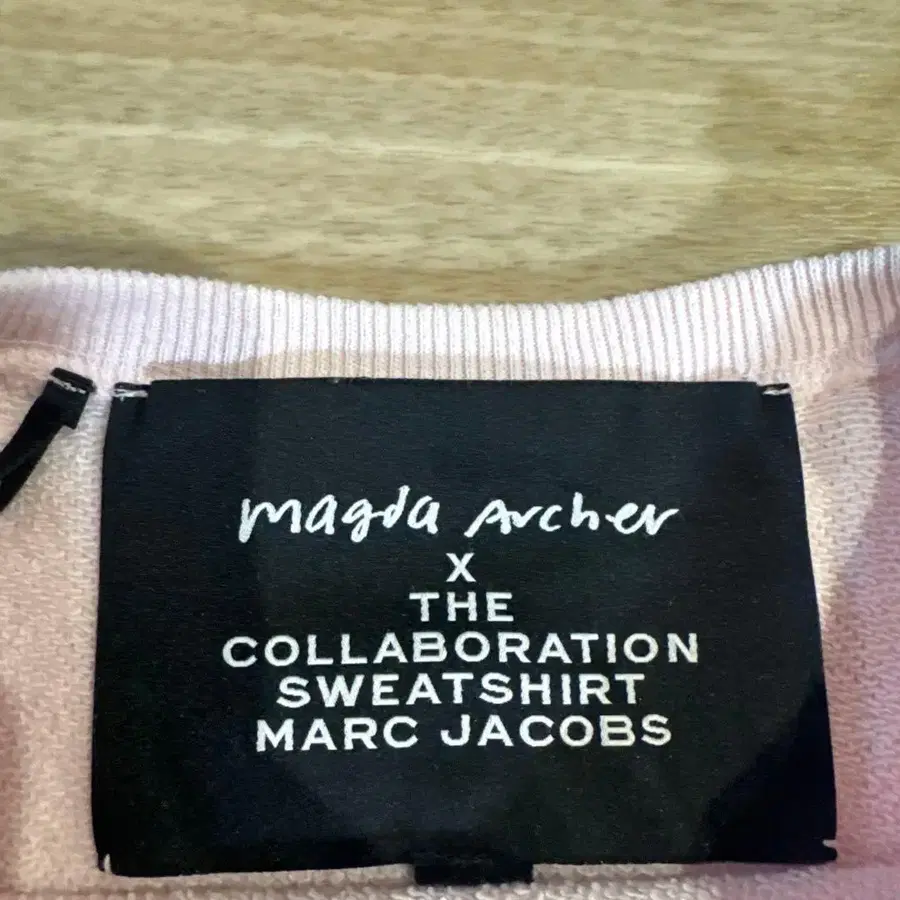 magda Archer
X
THE
COLLABORATION
SWEATSHIRT
MARC JACOBS